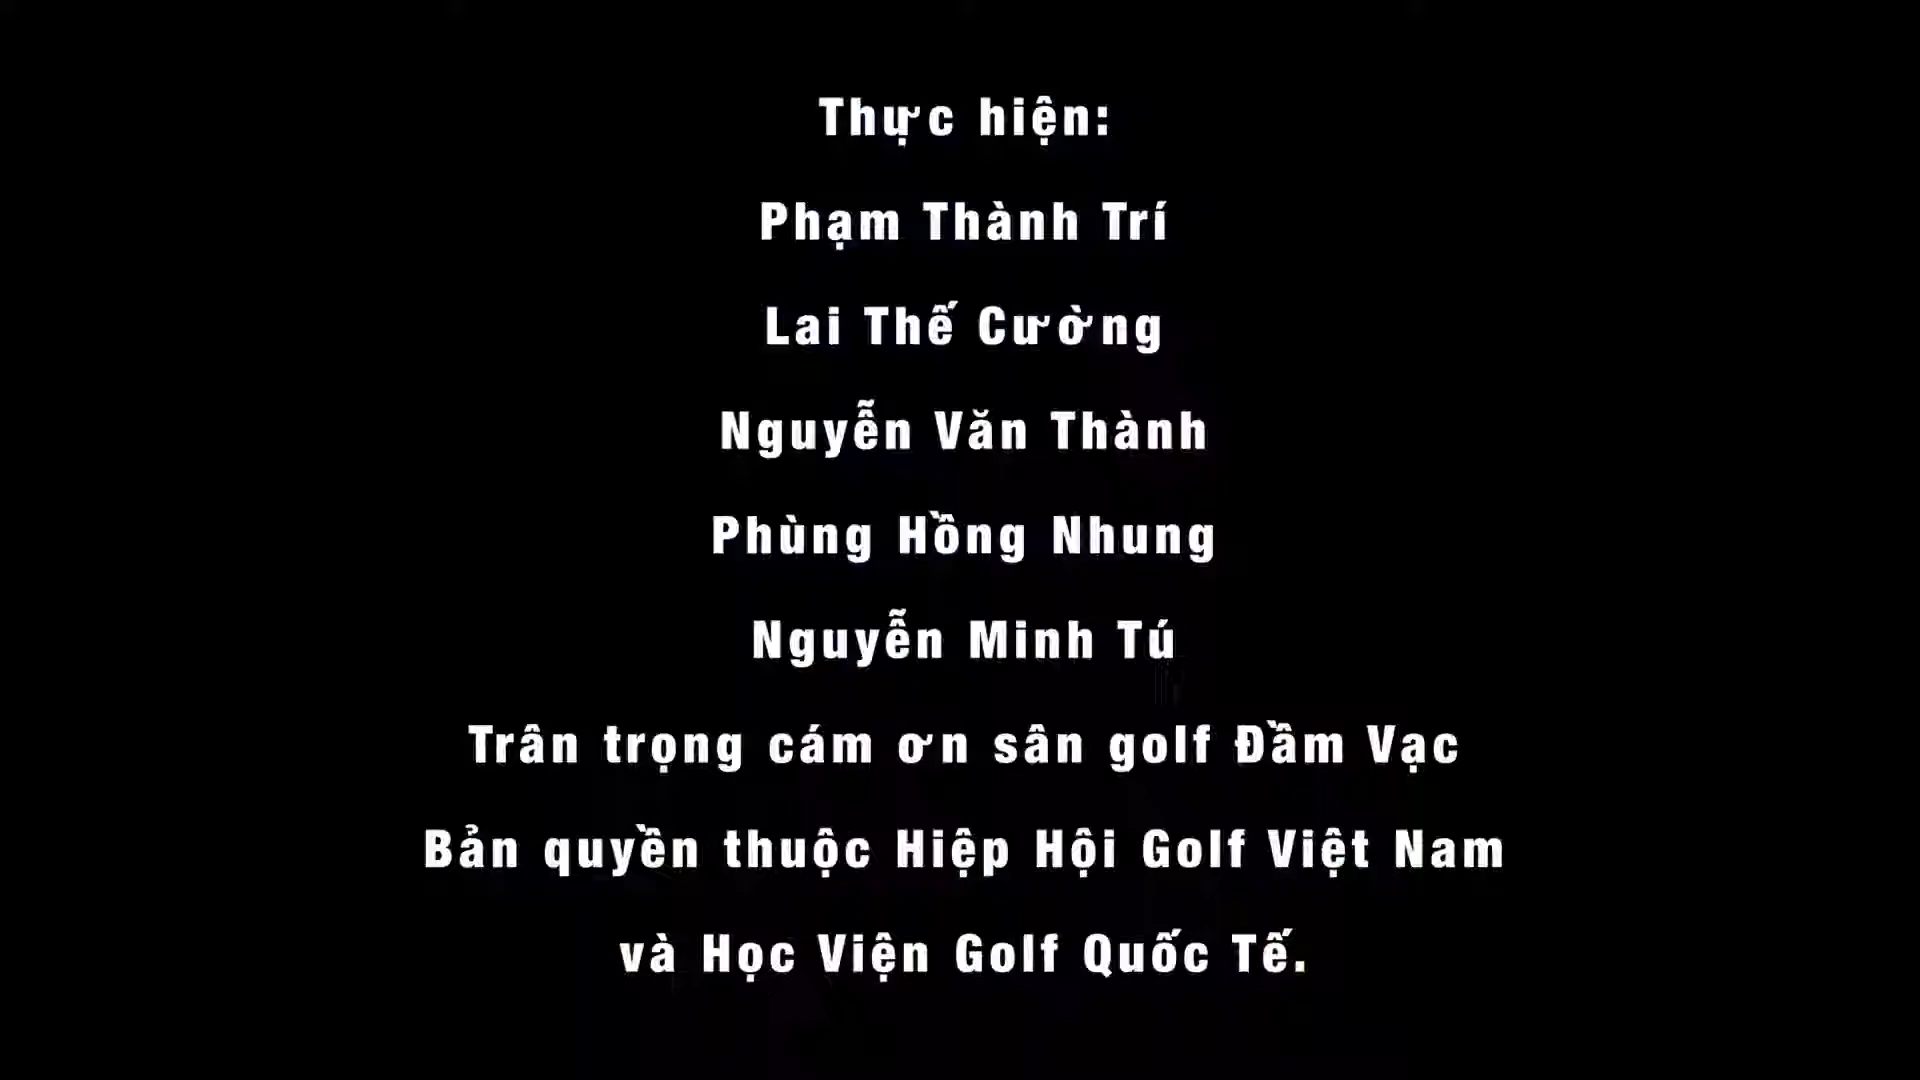 Thực hiện:
Phạm Thành Trí
Lai Thế Cường
Nguyễn Văn Thành
Phùng Hồng Nhung
Nguyễn Minh Tú
Trân trọng cám ơn sân golf Đầm Vạc
Bản quyền thuộc Hiệp Hội Golf Việt Nam
và Học Viện Golf Quốc Tế.